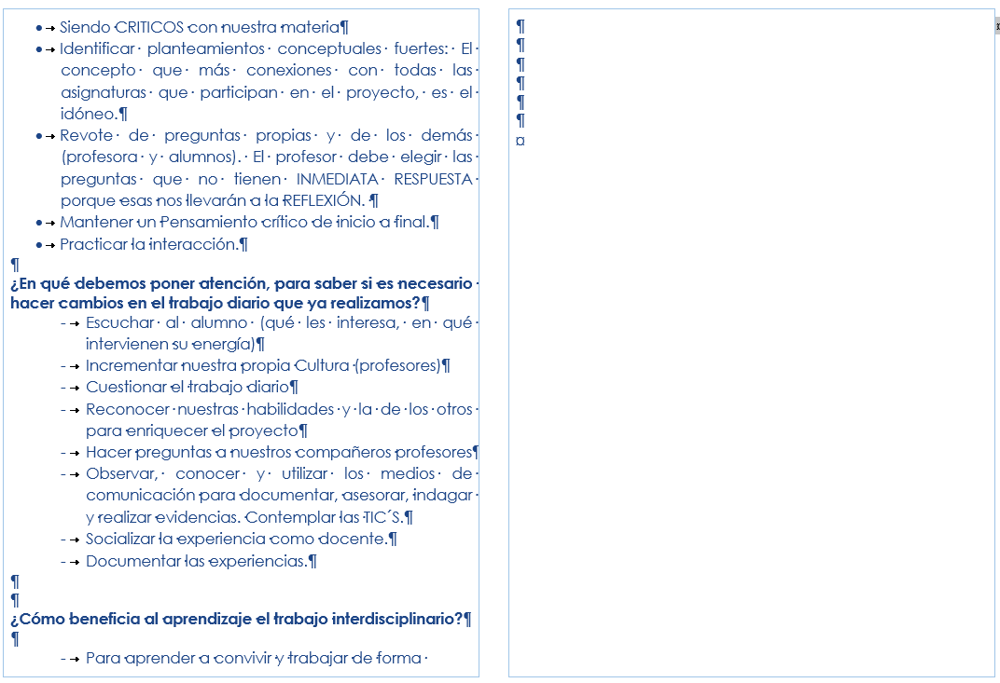 • Siendo CRITICOS con nuestra materia¶
• Identificar planteamientos conceptuales fuertes: El
concepto que más conexiones con todas las
asignaturas que participan en el proyecto, es el
idóneo.¶
• Revote de preguntas propias y de los demás
(profesora y alumnos). El profesor debe elegir las
preguntas que no tienen INMEDIATA RESPUESTA
porque esas nos llevarán a la REFLEXIÓN. ¶
• Mantener un Pensamiento crítico de inicio a final.¶
• Practicar la interacción.¶
¶
¿En qué debemos poner atención, para saber si es necesario
hacer cambios en el trabajo diario que ya realizamos?¶
- Escuchar al alumno (qué les interesa, en qué
intervienen su energía)¶
- Incrementar nuestra propia Cultura (profesores)¶
- Cuestionar el trabajo diario¶
- Reconocer nuestras habilidades y la de los otros
para enriquecer el proyecto¶
- Hacer preguntas a nuestros compañeros profesores¶
- Observar, conocer y utilizar los medios de
comunicación para documentar, asesorar, indagar
y realizar evidencias. Contemplar las TIC´S.¶
- Socializar la experiencia como docente.¶
- Documentar las experiencias.¶
¶
¶
¿Cómo beneficia al aprendizaje el trabajo interdisciplinario?¶
¶
- Para aprender a convivir y trabajar de forma
¶
¶
¶
¶
¶
¶
¤